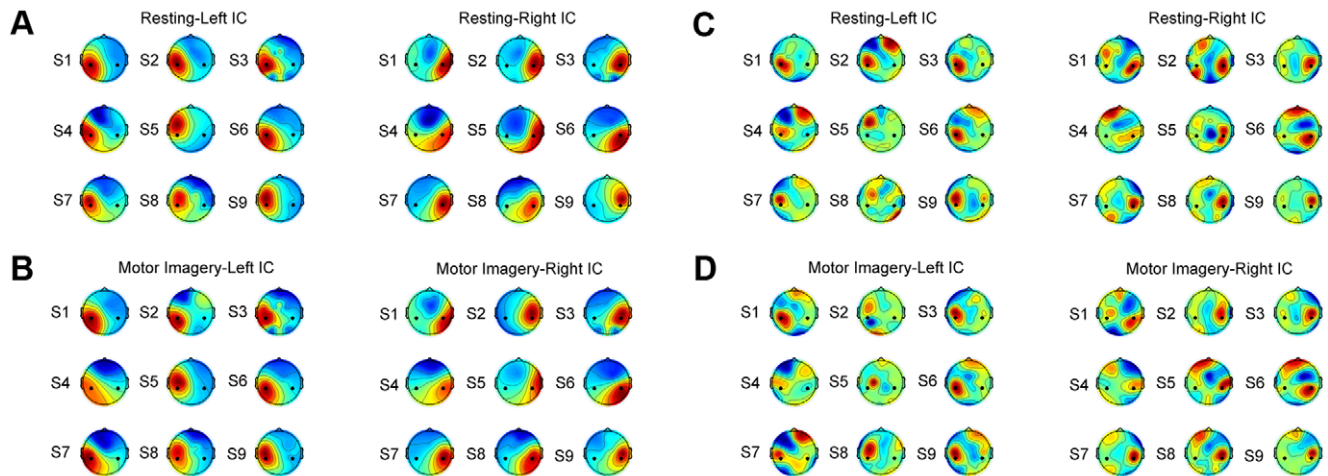 A
Resting-Left IC
S1 S2 S3
S4 S5 S6
S7 S8 S9
Resting-Right IC
S1 S2 S3
S4 S5 S6
S7 S8 S9
B
Motor Imagery-Left IC
S1 S2 S3
S4 S5 S6
S7 S8 S9
Motor Imagery-Right IC
S1 S2 S3
S4 S5 S6
S7 S8 S9
C
Resting-Left IC
S1 S2 S3
S4 S5 S6
S7 S8 S9
Resting-Right IC
S1 S2 S3
S4 S5 S6
S7 S8 S9
D
Motor Imagery-Left IC
S1 S2 S3
S4 S5 S6
S7 S8 S9
Motor Imagery-Right IC
S1 S2 S3
S4 S5 S6
S7 S8 S9